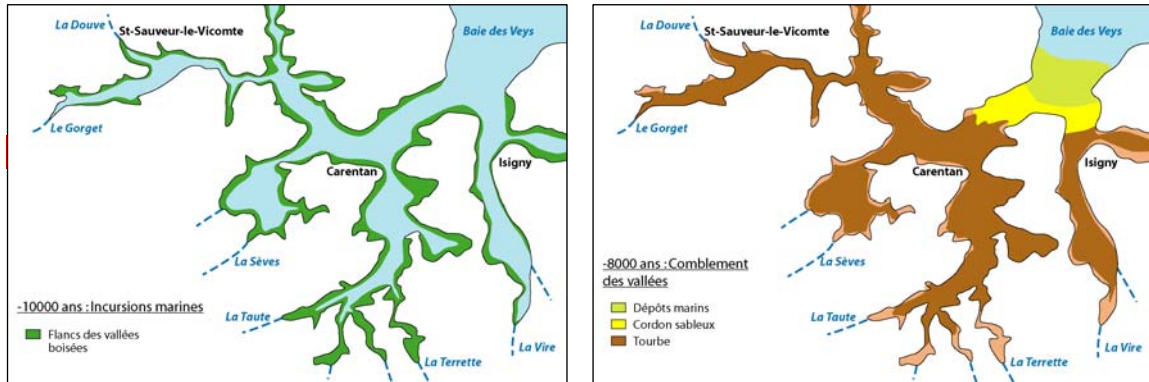 La Douve
St-Sauveur-le-Vicomte
Baie des Veys
Le Gorget
Carentan
Isigny
La Sèves
-10000 ans : Incursions marines
Flancs des vallées
boisées
La Taute
La Terrette
La Vire
La Douve
St-Sauveur-le-Vicomte
Baie des Veys
Le Gorget
Carentan
Isigny
La Sèves
-8000 ans : Comblement
des vallées
Dépôts marins
Cordon sableux
Tourbe
La Taute
La Terrette
La Vire